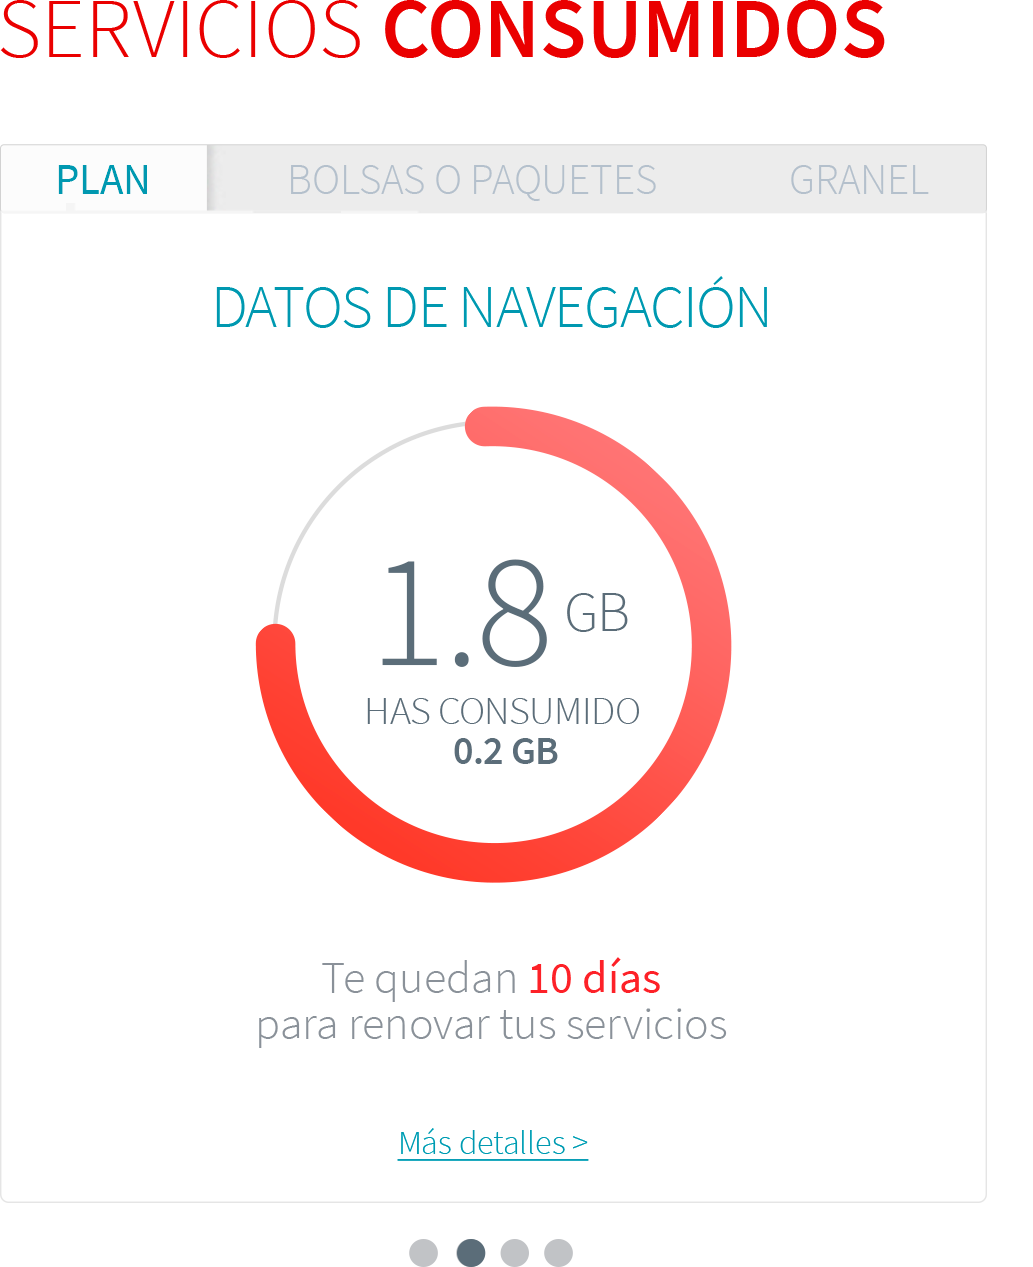 SERVICIOS CONSUMIDOS
PLAN BOLSAS O PAQUETES GRANEL
DATOS DE NAVEGACIÓN
1.8 GB
HAS CONSUMIDO
0.2 GB
Te quedan 10 días
para renovar tus servicios
Más detalles >